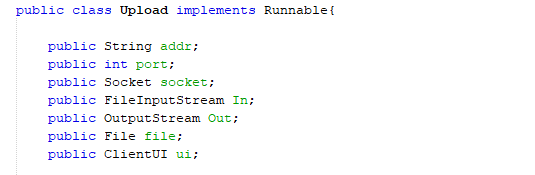 public class Upload implements Runnable{
public String addr;
public int port;
public Socket socket;
public FileInputStream In;
public OutputStream Out;
public File file;
public ClientUI ui;